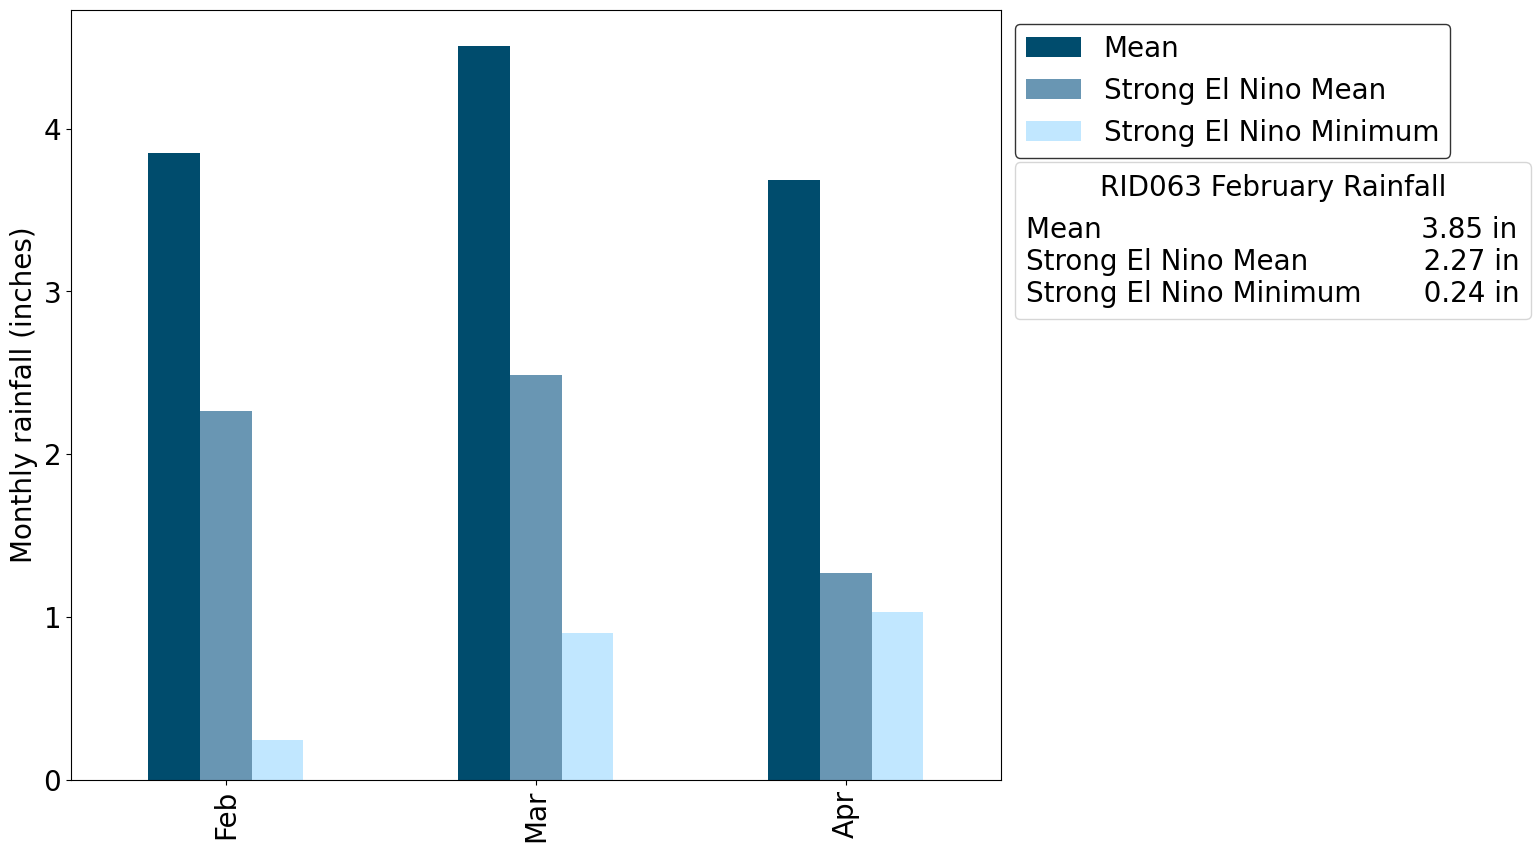 Mean
Strong El Nino Mean
Strong El Nino Minimum
RID063 February Rainfall
Mean 3.85 in
Strong El Nino Mean 2.27 in
Strong El Nino Minimum 0.24 in
Monthly rainfall (inches)
4
3
2
1
0
Feb
Mar
Apr